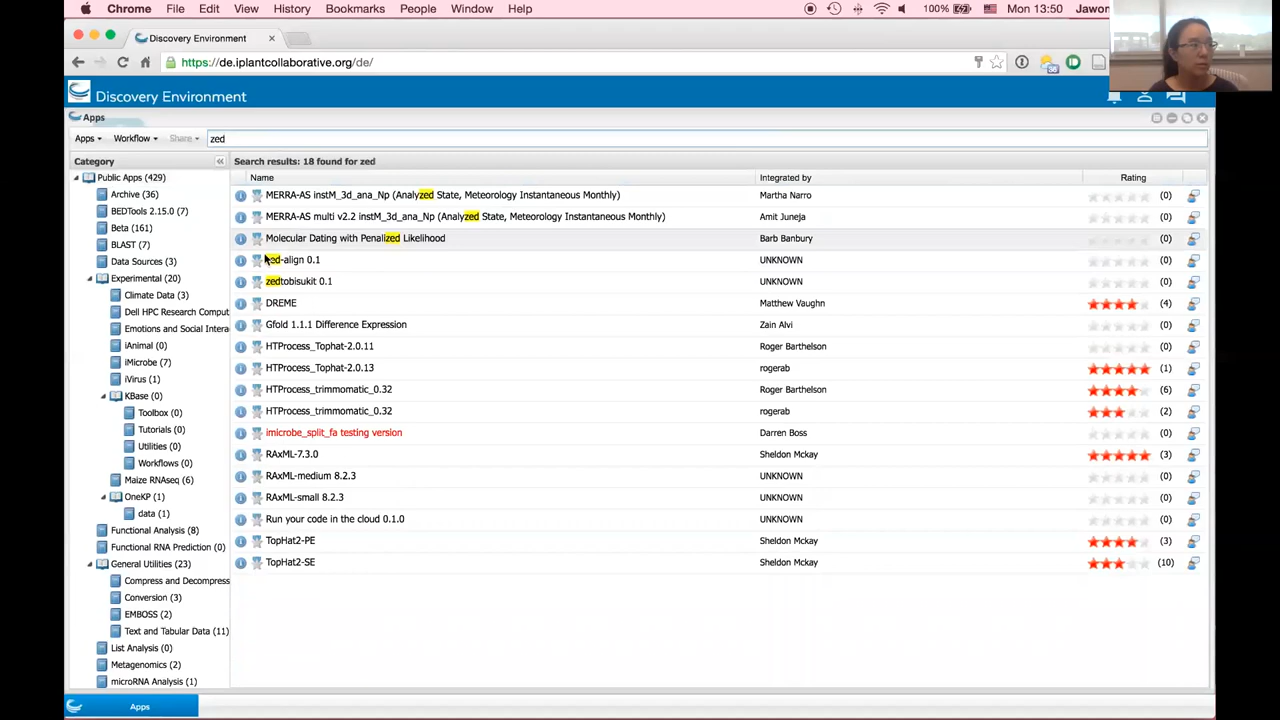 Chrome File Edit View History Bookmarks People Window Help 100% Mon 13:50 Jawon
Discovery Environment
https://de.iplantcollaborative.org/de/
Discovery Environment
Apps
Apps Workflow Share zed
Category Search results: 18 found for zed
Name Integrated by Rating
Public Apps (429)
Archive (36) MERRA-AS instM_3d_ana_Np (Analyzed State, Meteorology Instantaneous Monthly) Martha Narro (0)
BEDTools 2.15.0 (7) MERRA-AS multi v2.2 instM_3d_ana_Np (Analyzed State, Meteorology Instantaneous Monthly) Amit Juneja (0)
Beta (161) Molecular Dating with Penalized Likelihood Barb Banbury (0)
BLAST (7)
Data Sources (3) zed-align 0.1 UNKNOWN (0)
Experimental (20) zedtobisukit 0.1 UNKNOWN (0)
Climate Data (3) DREME Matthew Vaughn (4)
Dell HPC Research Comput
Emotions and Social Intera Gfold 1.1.1 Difference Expression Zain Alvi (0)
iAnimal (0) HTProcess_Tophat-2.0.11 Roger Barthelson (0)
iMicrobe (7) HTProcess_Tophat-2.0.13 rogerab (1)
iVirus (1) HTProcess_trimmomatic_0.32 Roger Barthelson (6)
KBase (0)
Toolbox (0) HTProcess_trimmomatic_0.32 rogerab (2)
Tutorials (0) imicrobe_split_fa testing version Darren Boss (0)
Utilities (0) RAxML-7.3.0 Sheldon Mckay (3)
Workflows (0)
Maize RNAseq (6) RAxML-medium 8.2.3 UNKNOWN (0)
OneKP (1) RAxML-small 8.2.3 UNKNOWN (0)
data (1) Run your code in the cloud 0.1.0 UNKNOWN (0)
Functional Analysis (8)
Functional RNA Prediction (0) TopHat2-PE Sheldon Mckay (3)
General Utilities (23) TopHat2-SE Sheldon Mckay (10)
Compress and Decompress
Conversion (3)
EMBOSS (2)
Text and Tabular Data (11)
List Analysis (0)
Metagenomics (2)
microRNA Analysis (1)
Apps